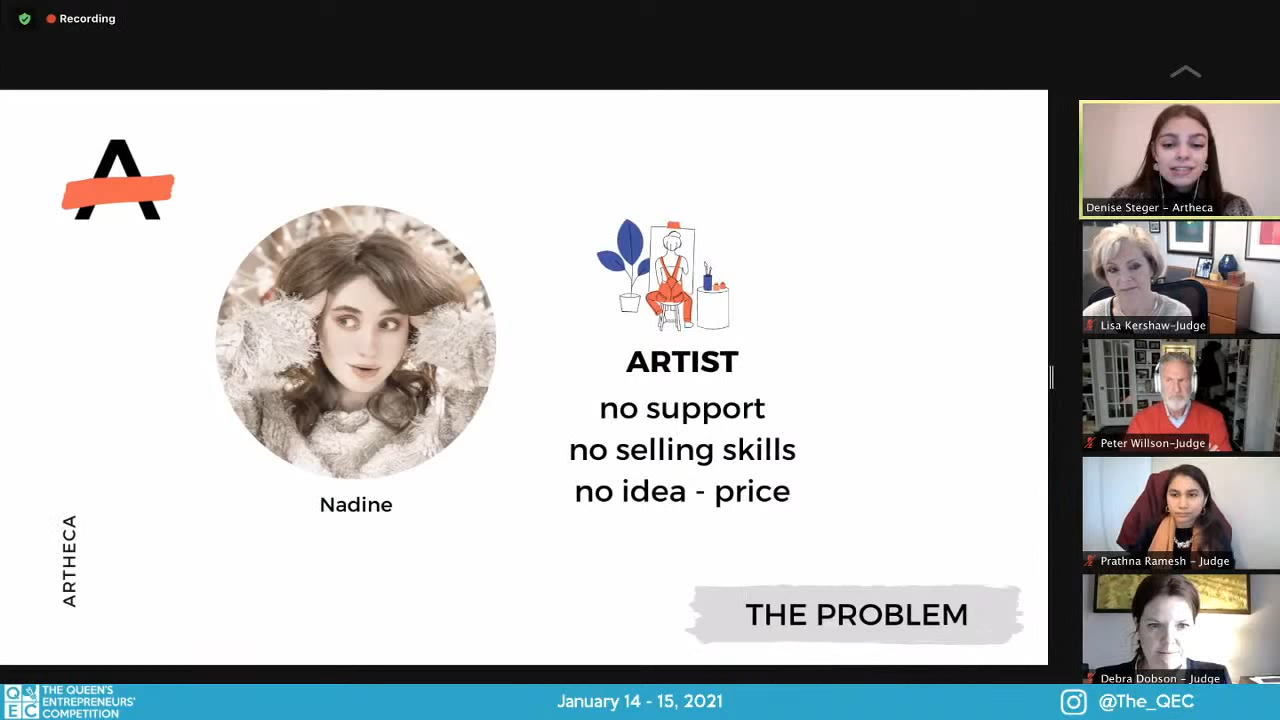 Recording
A
Nadine
ARTIST
no support
no selling skills
no idea - price
ARTHECA
THE PROBLEM
Denise Steger - Artheca
Lisa Kershaw-Judge
Peter Willson-Judge
Prathna Ramesh - Judge
Debra Dobson - Judge
QEC
THE QUEEN'S
ENTREPRENEURS'
COMPETITION
January 14 - 15, 2021
@The_QEC